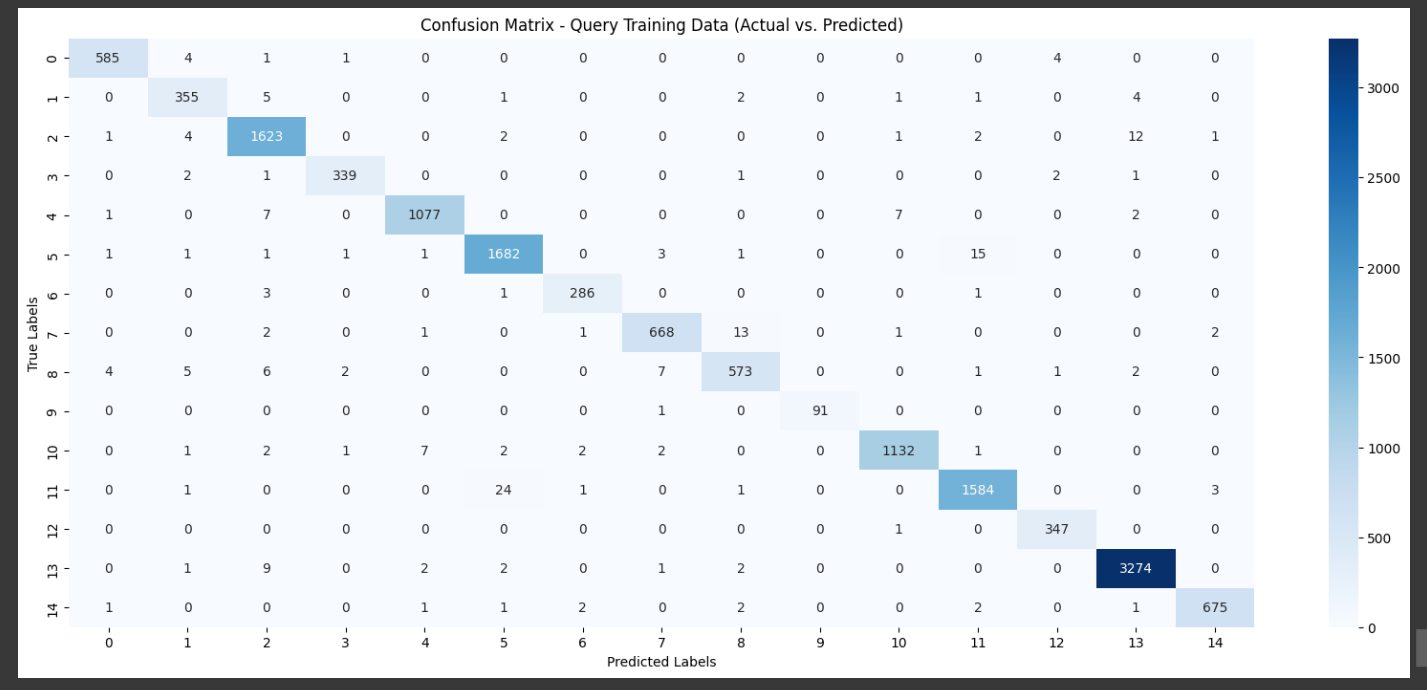 Confusion Matrix - Query Training Data (Actual vs. Predicted)
0 585 4 1 1 0 0 0 0 0 0 0 0 4 0 0
1 0 355 5 0 0 1 0 0 2 0 1 1 0 4 0
2 1 4 1623 0 0 2 0 0 0 0 1 2 0 12 1
3 0 2 1 339 0 0 0 0 1 0 0 0 2 1 0
4 1 0 7 0 1077 0 0 0 0 0 7 0 0 2 0
5 1 1 1 1 1 1682 0 3 1 0 0 15 0 0 0
6 0 0 3 0 0 1 286 0 0 0 0 1 0 0 0
7 0 0 2 0 1 0 1 668 13 0 1 0 0 0 2
8 4 5 6 2 0 0 0 7 573 0 0 1 1 2 0
9 0 0 0 0 0 0 0 1 0 91 0 0 0 0 0
10 0 1 2 1 7 2 2 2 0 0 1132 1 0 0 0
11 0 1 0 0 0 24 1 0 1 0 0 1584 0 0 3
12 0 0 0 0 0 0 0 0 0 0 1 0 347 0 0
13 0 1 9 0 2 2 0 1 2 0 0 0 0 3274 0
14 1 0 0 0 1 1 2 0 2 0 0 2 0 1 675
0 1 2 3 4 5 6 7 8 9 10 11 12 13 14
Predicted Labels
True Labels
3000
2500
2000
1500
1000
500
0